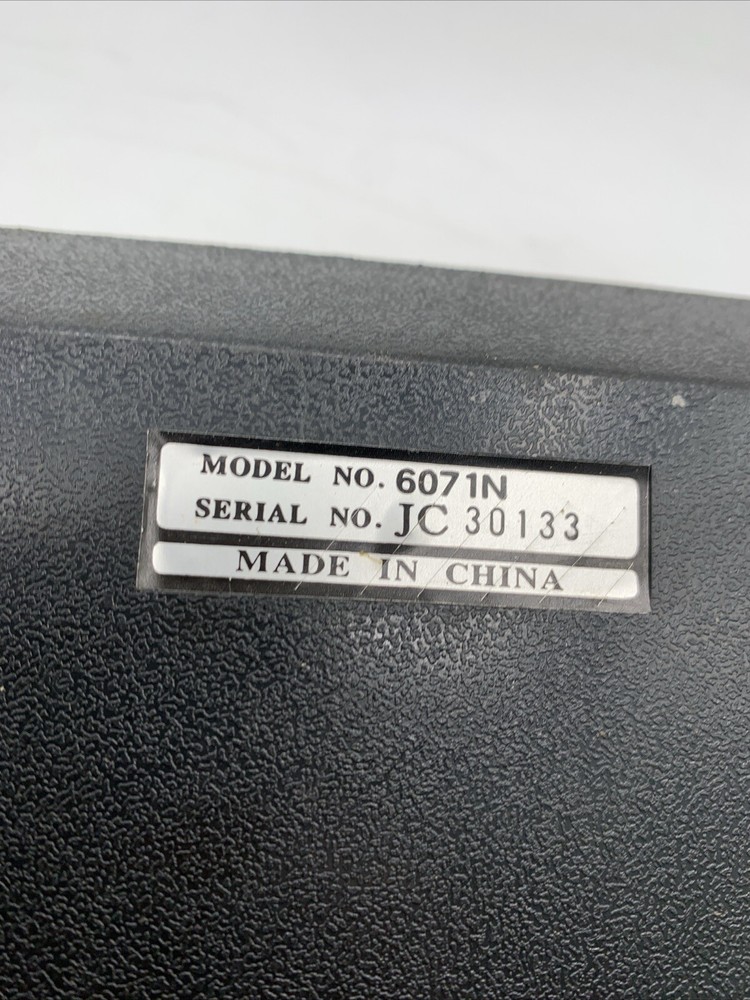 MODEL NO. 6071N
SERIAL NO. JC 30133
MADE IN CHINA